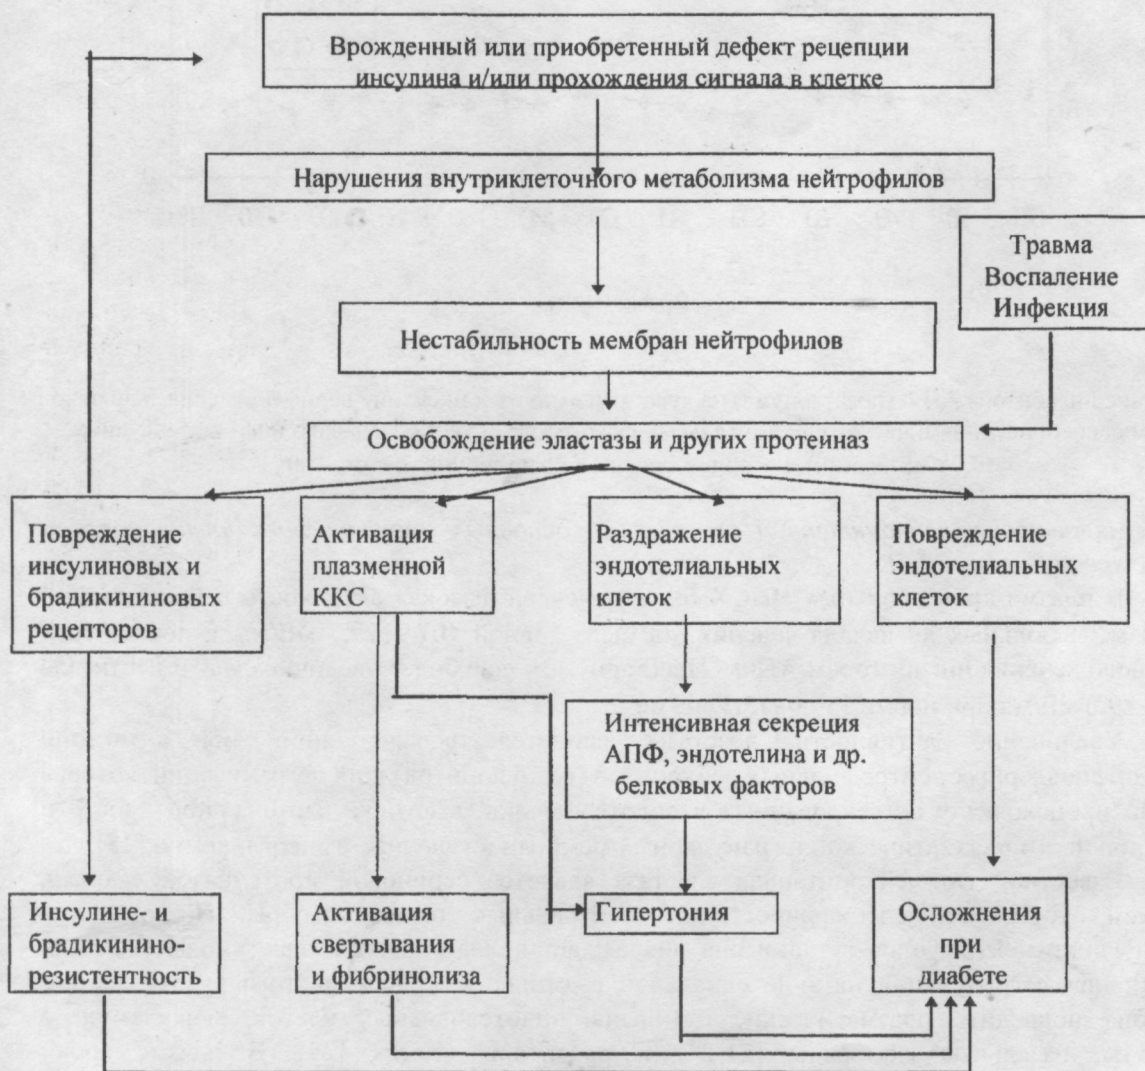 Врожденный или приобретенный дефект рецепции
инсулина и/или прохождения сигнала в клетке
Нарушения внутриклеточного метаболизма нейтрофилов
Травма
Воспаление
Инфекция
Нестабильность мембран нейтрофилов
Освобождение эластазы и других протеиназ
Повреждение
инсулиновых и
брадикининовых
рецепторов
Активация
плазменной
ККС
Раздражение
эндотелиальных
клеток
Повреждение
эндотелиальных
клеток
Интенсивная секреция
АПФ, эндотелина и др.
белковых факторов
Инсулине- и
брадикинино-
резистентность
Активация
свертывания
и фибринолиза
Гипертония
Осложнения
при
диабете